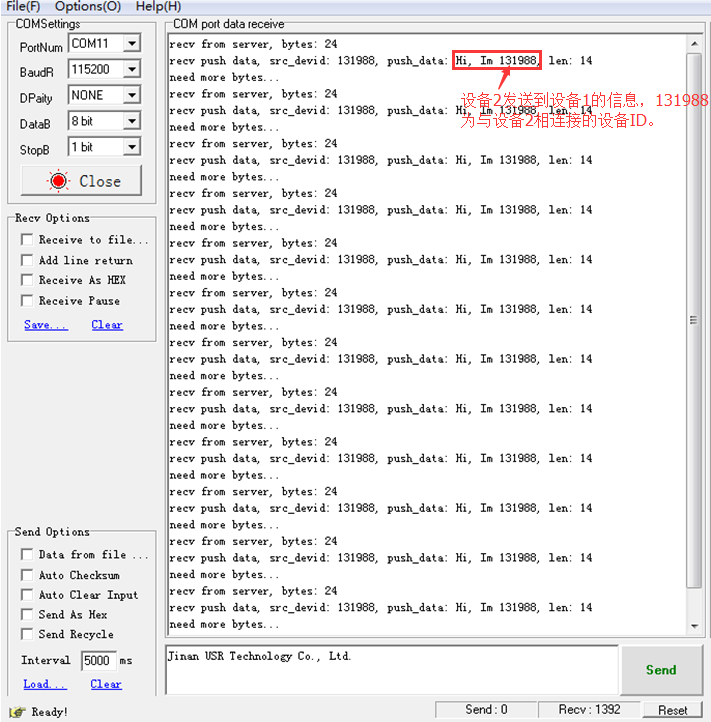 File(F) Options(O) Help(H)
COMSettings
PortNum COM11
BaudR 115200
DPaity NONE
DataB 8 bit
StopB 1 bit
Close
Recv Options
Receive to file...
Add line return
Receive As HEX
Receive Pause
Save... Clear
Send Options
Data from file ...
Auto Checksum
Auto Clear Input
Send As Hex
Send Recycle
Interval 5000 ms
Load... Clear
COM port data receive
recv from server, bytes: 24
recv push data, src_devid: 131988, push_data: Hi, Im 131988, len: 14
need more bytes...
设备2发送到设备1的信息，131988
为与设备2相连接的设备ID。
recv from server, bytes: 24
recv push data, src_devid: 131988, push_data: Hi, Im 131988, len: 14
need more bytes...
recv from server, bytes: 24
recv push data, src_devid: 131988, push_data: Hi, Im 131988, len: 14
need more bytes...
recv from server, bytes: 24
recv push data, src_devid: 131988, push_data: Hi, Im 131988, len: 14
need more bytes...
recv from server, bytes: 24
recv push data, src_devid: 131988, push_data: Hi, Im 131988, len: 14
need more bytes...
recv from server, bytes: 24
recv push data, src_devid: 131988, push_data: Hi, Im 131988, len: 14
need more bytes...
recv from server, bytes: 24
recv push data, src_devid: 131988, push_data: Hi, Im 131988, len: 14
need more bytes...
recv from server, bytes: 24
recv push data, src_devid: 131988, push_data: Hi, Im 131988, len: 14
need more bytes...
recv from server, bytes: 24
recv push data, src_devid: 131988, push_data: Hi, Im 131988, len: 14
need more bytes...
recv from server, bytes: 24
recv push data, src_devid: 131988, push_data: Hi, Im 131988, len: 14
need more bytes...
recv from server, bytes: 24
recv push data, src_devid: 131988, push_data: Hi, Im 131988, len: 14
need more bytes...
recv from server, bytes: 24
recv push data, src_devid: 131988, push_data: Hi, Im 131988, len: 14
need more bytes...
Jinan USR Technology Co., Ltd.
Send
Ready!
Send : 0
Recv : 1392
Reset